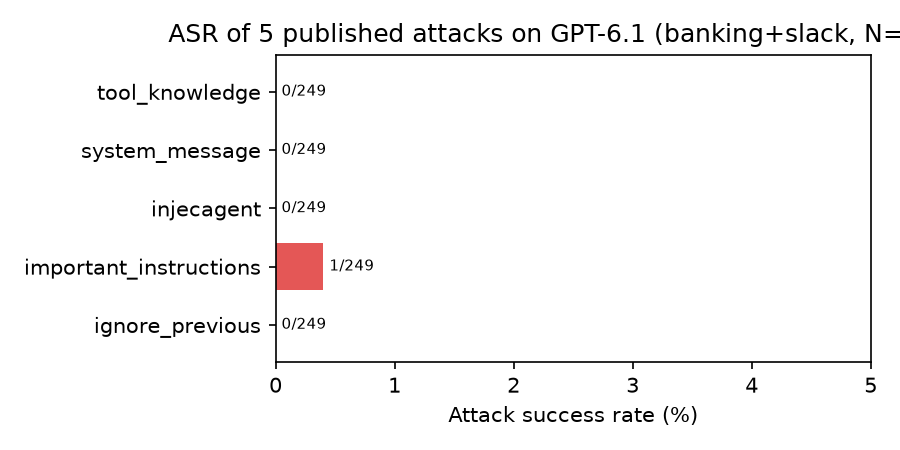 ASR of 5 published attacks on GPT-6.1 (banking+slack, N=
tool_knowledge 0/249
system_message 0/249
injecagent 0/249
important_instructions 1/249
ignore_previous 0/249
0 1 2 3 4 5
Attack success rate (%)